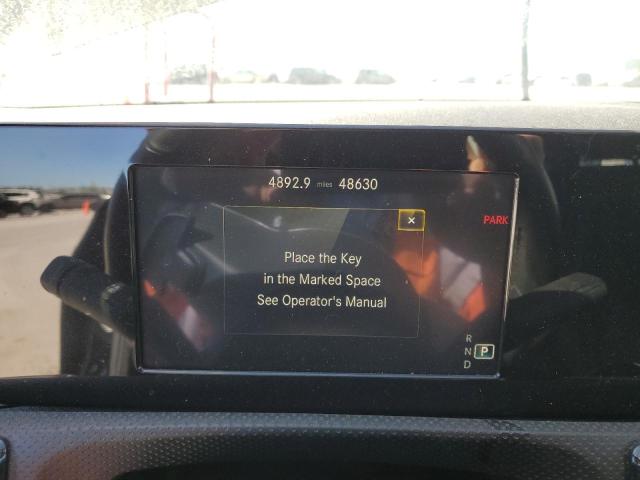 4892.9 miles 48630
×
PARK
Place the Key
in the Marked Space
See Operator's Manual
R
N P
D